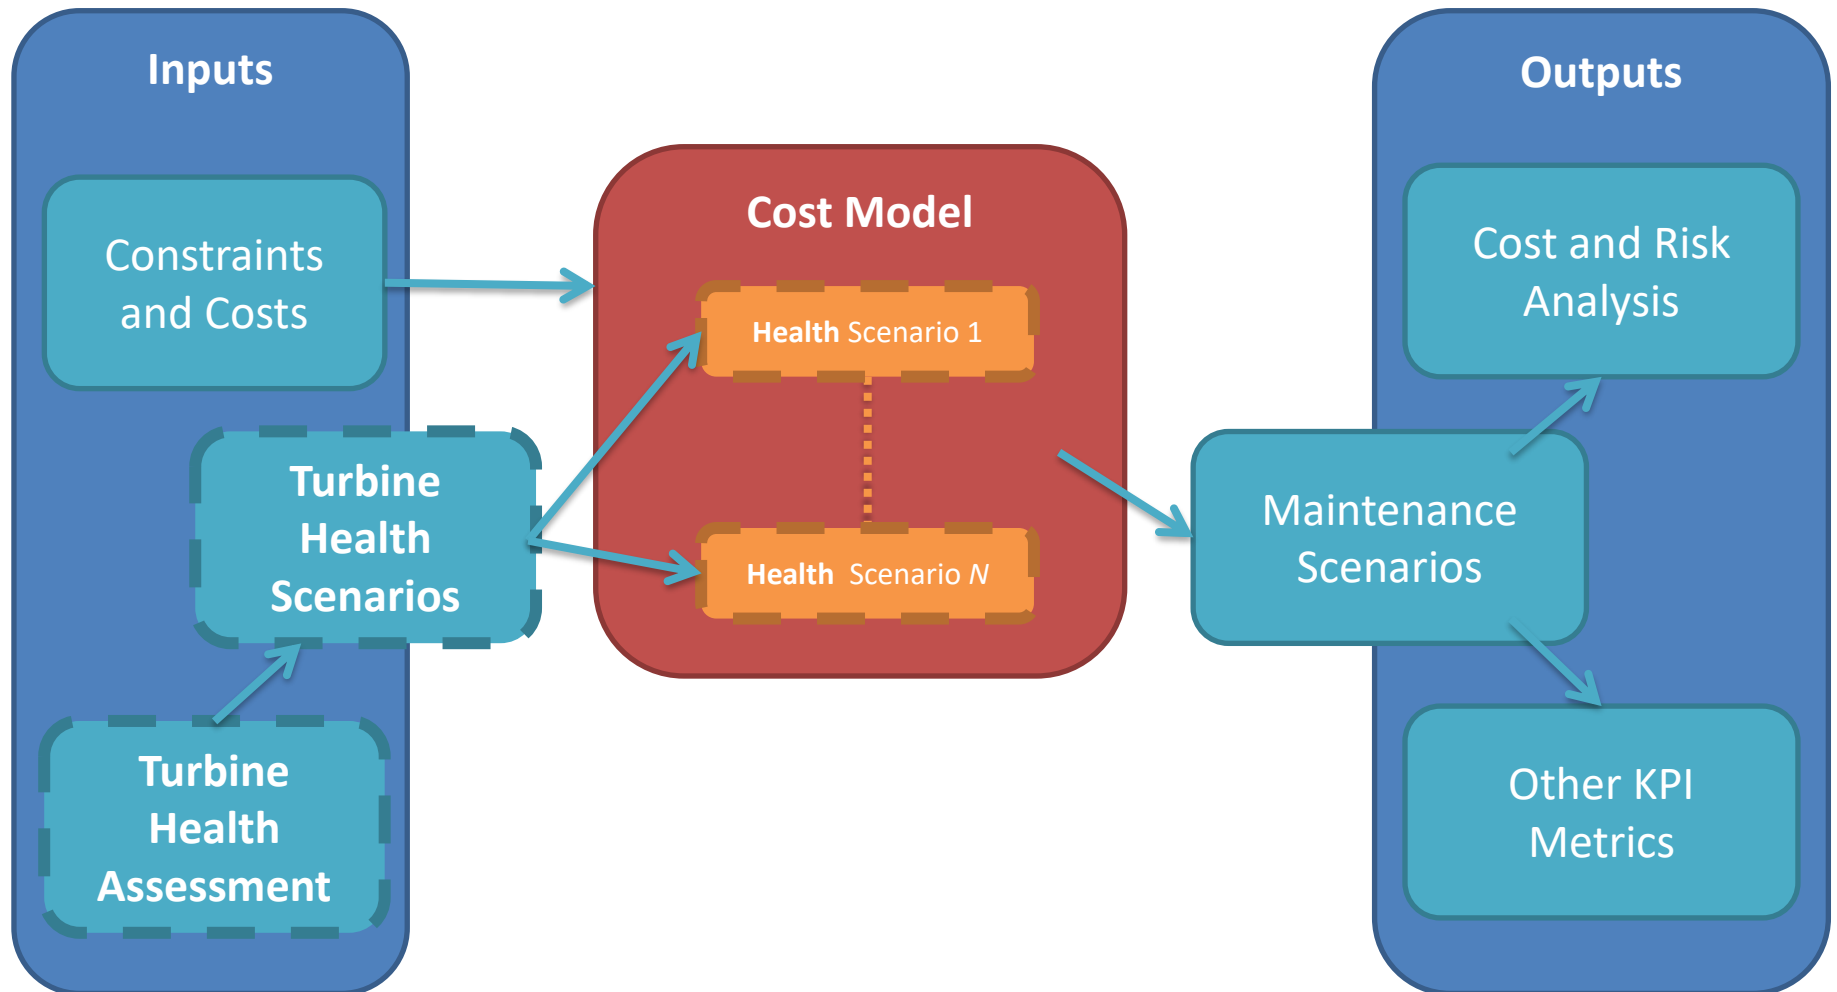 Inputs
Constraints
and Costs
Turbine
Health
Scenarios
Turbine
Health
Assessment
Cost Model
Health Scenario 1
Health  Scenario N
Outputs
Cost and Risk
Analysis
Maintenance
Scenarios
Other KPI
Metrics